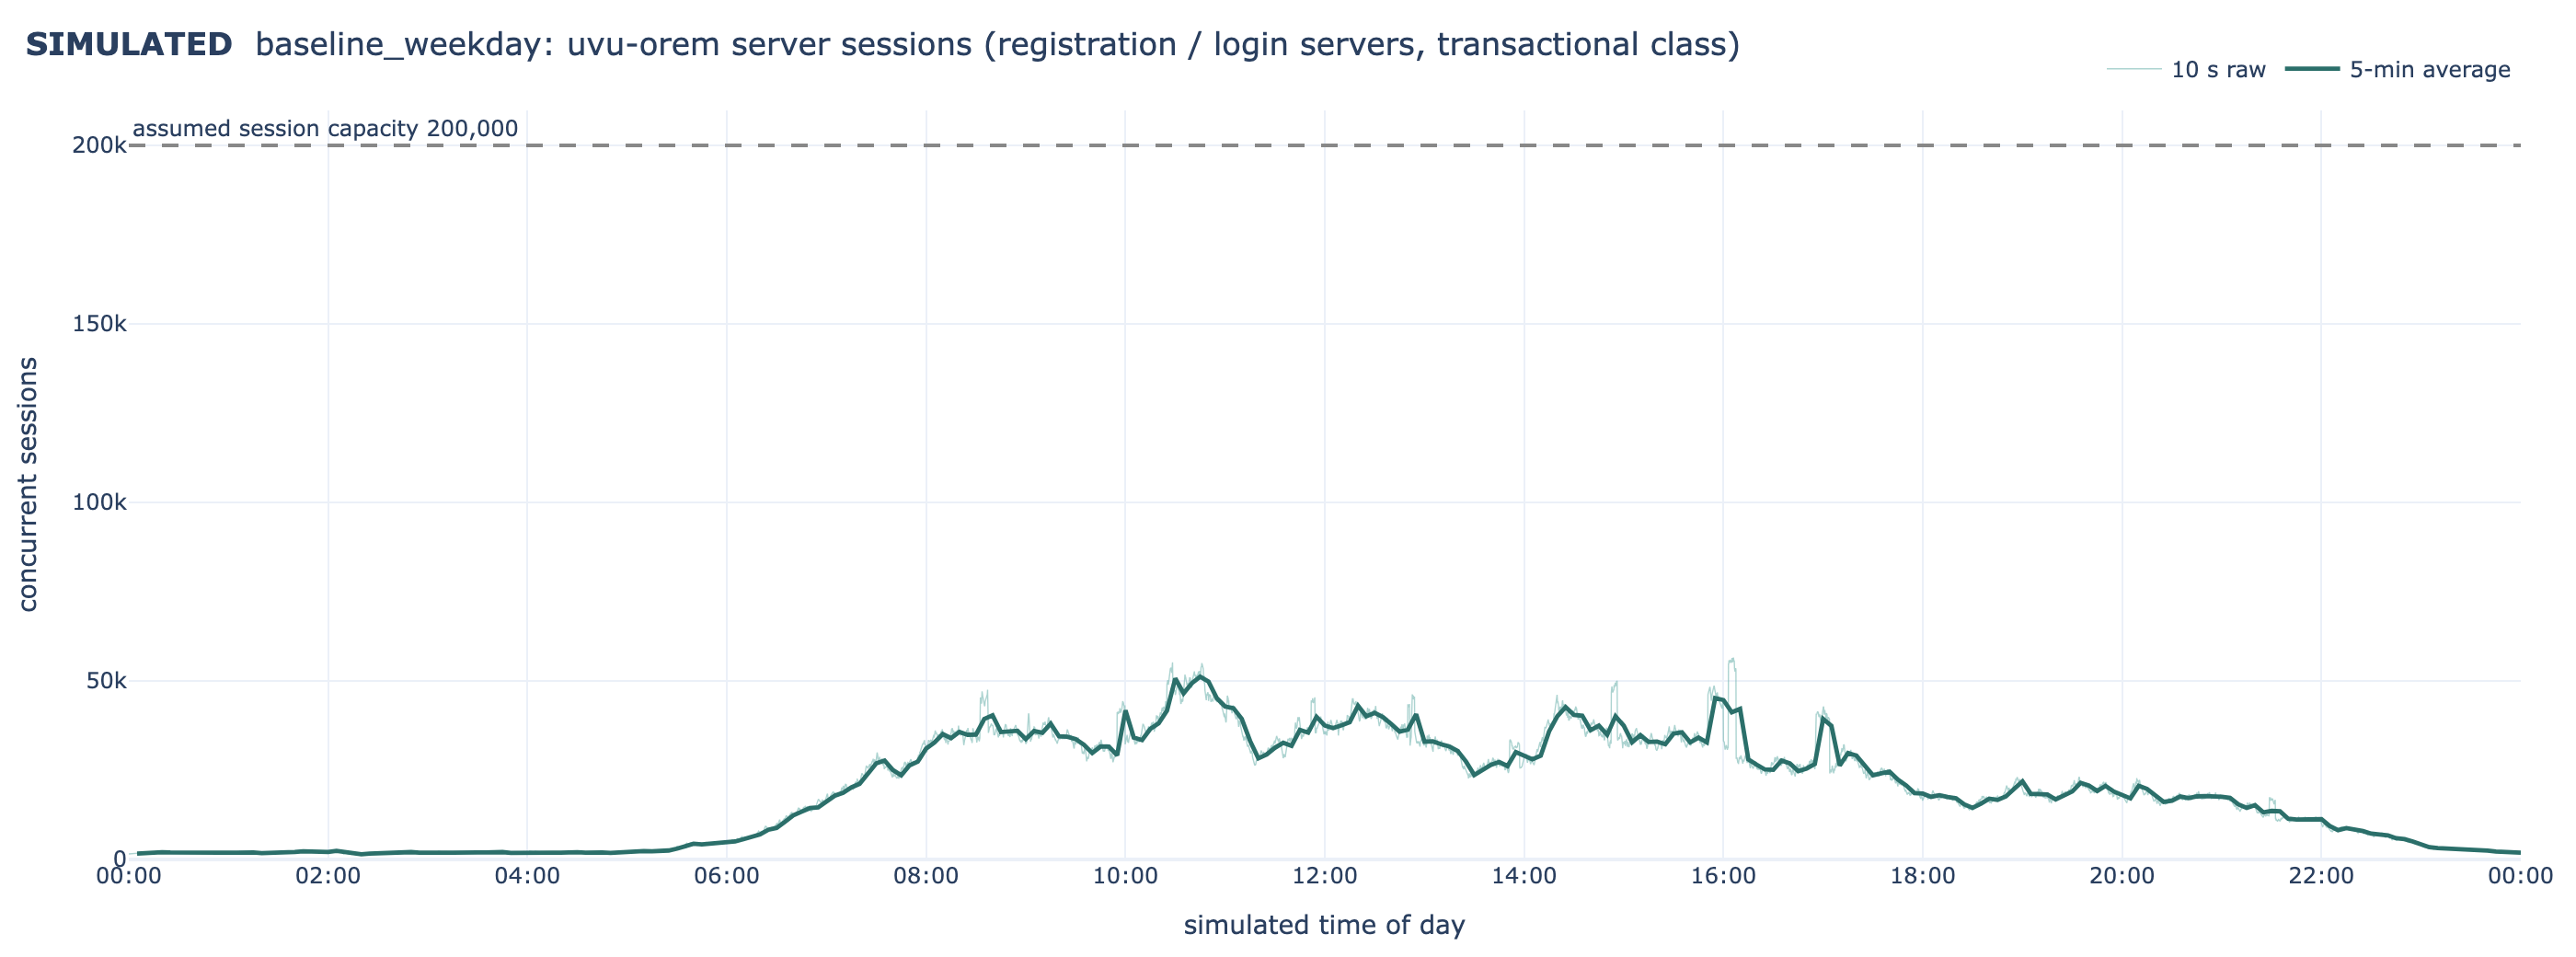 SIMULATED baseline_weekday: uvu-orem server sessions (registration / login servers, transactional class)
10 s raw
5-min average
assumed session capacity 200,000
200k
150k
100k
50k
0
concurrent sessions
00:00 02:00 04:00 06:00 08:00 10:00 12:00 14:00 16:00 18:00 20:00 22:00 00:00
simulated time of day